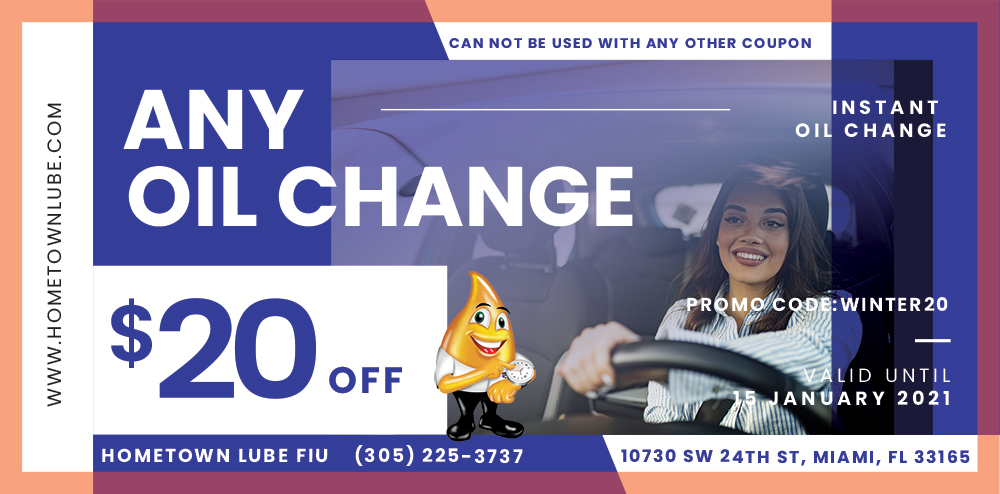 CAN NOT BE USED WITH ANY OTHER COUPON
ANY
OIL CHANGE
INSTANT
OIL CHANGE
WWW.HOMETOWNLUBE.COM
$20 OFF
PROMO CODE:WINTER20
VALID UNTIL
15 JANUARY 2021
HOMETOWN LUBE FIU (305) 225-3737
10730 SW 24TH ST, MIAMI, FL 33165